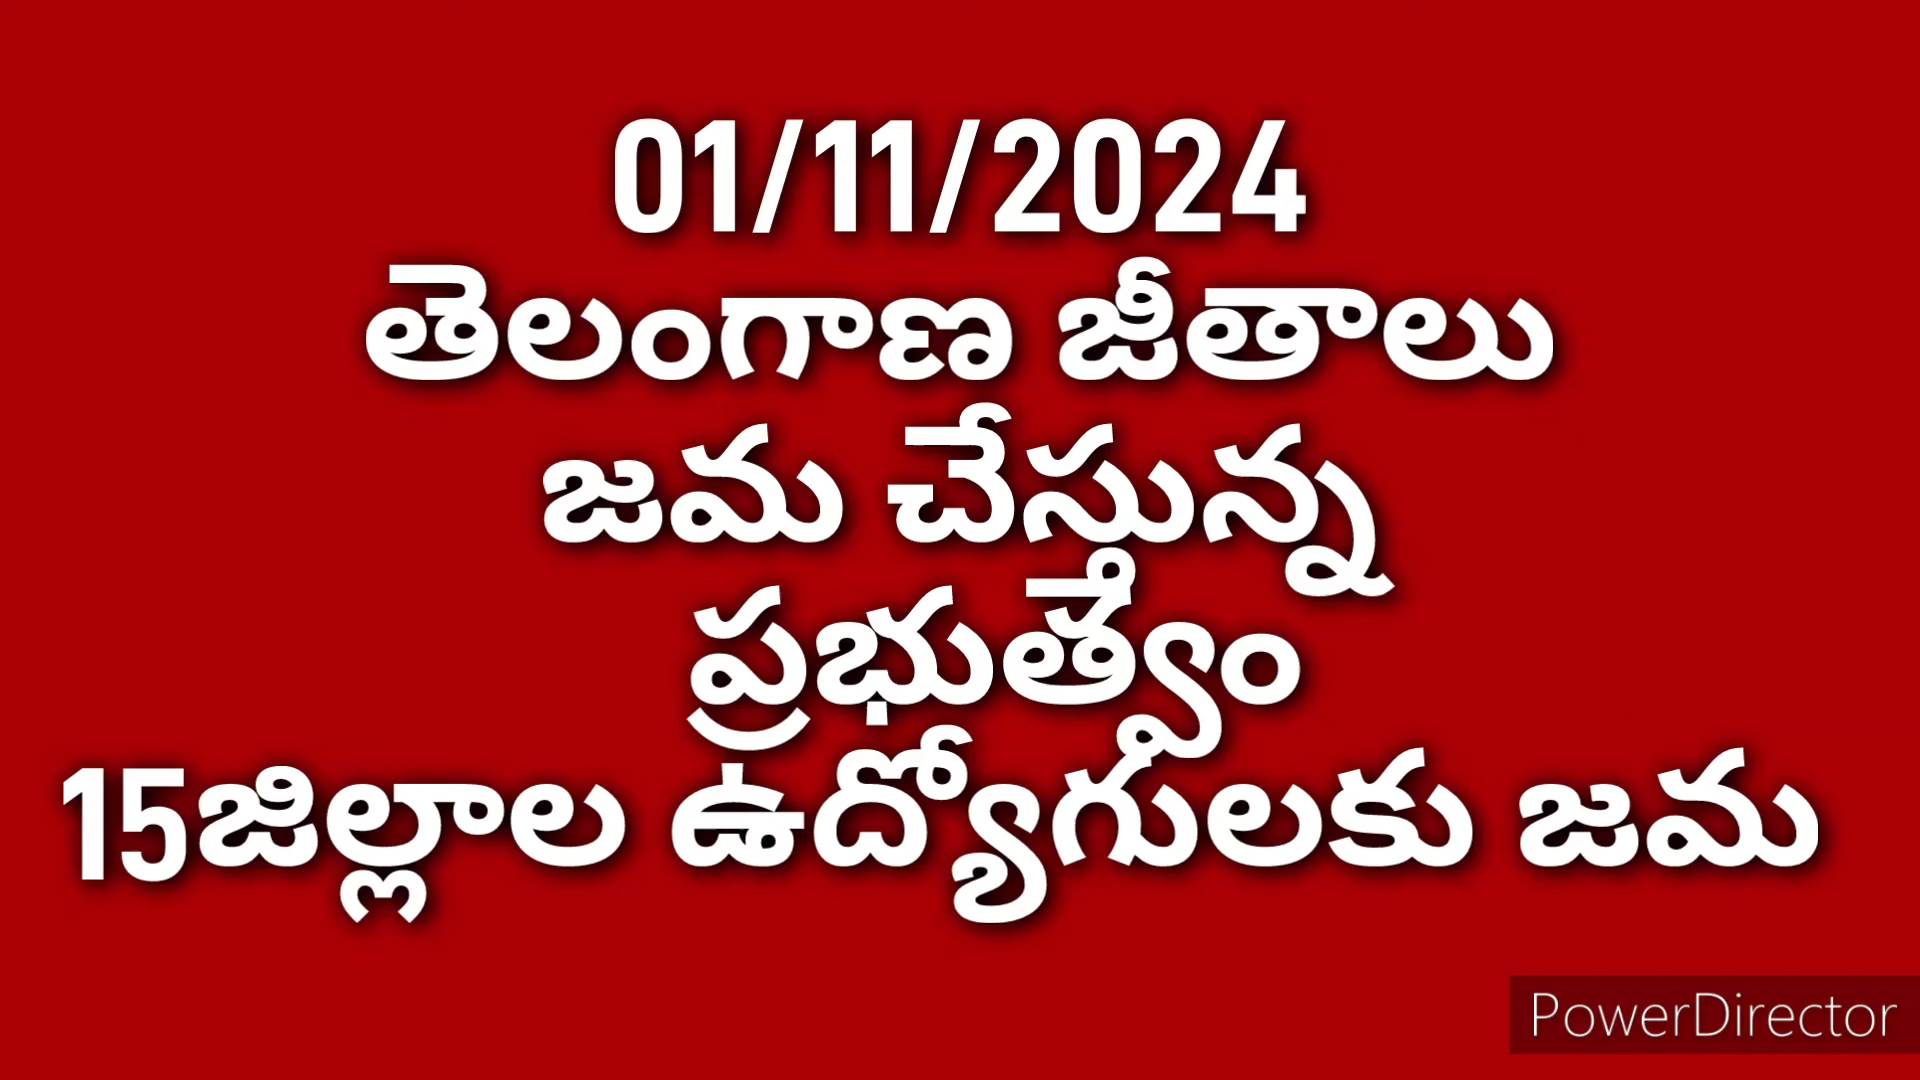 01/11/2024
తెలంగాణ జీతాలు
జమ చేస్తున్న
ప్రభుత్వం
15జిల్లాల ఉద్యోగులకు జమ
PowerDirector